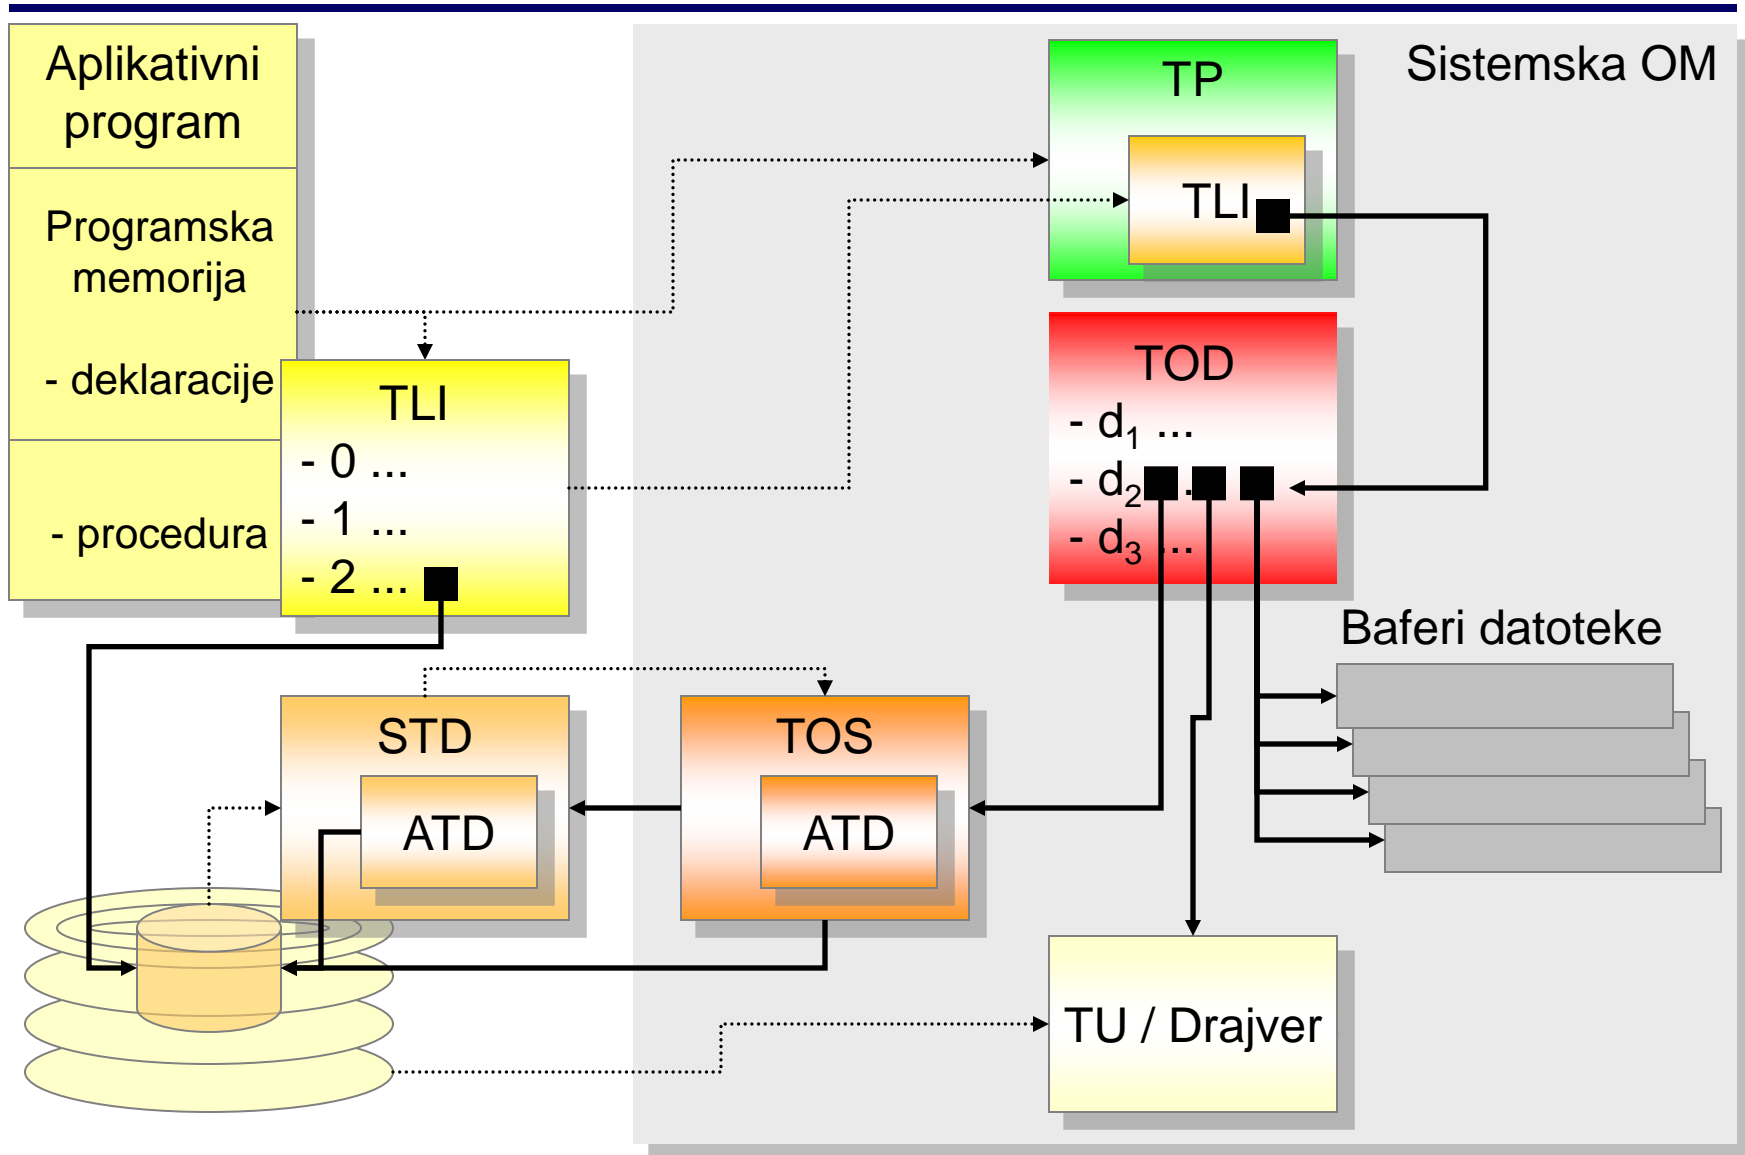 Aplikativni
program
Programska
memorija
- deklaracije
- procedura
TLI
- 0 ...
- 1 ...
- 2 ...
Sistemska OM
TP
TLI
TOD
- d1 ...
- d2 ...
- d3 ...
Baferi datoteke
STD
ATD
TOS
ATD
TU / Drajver